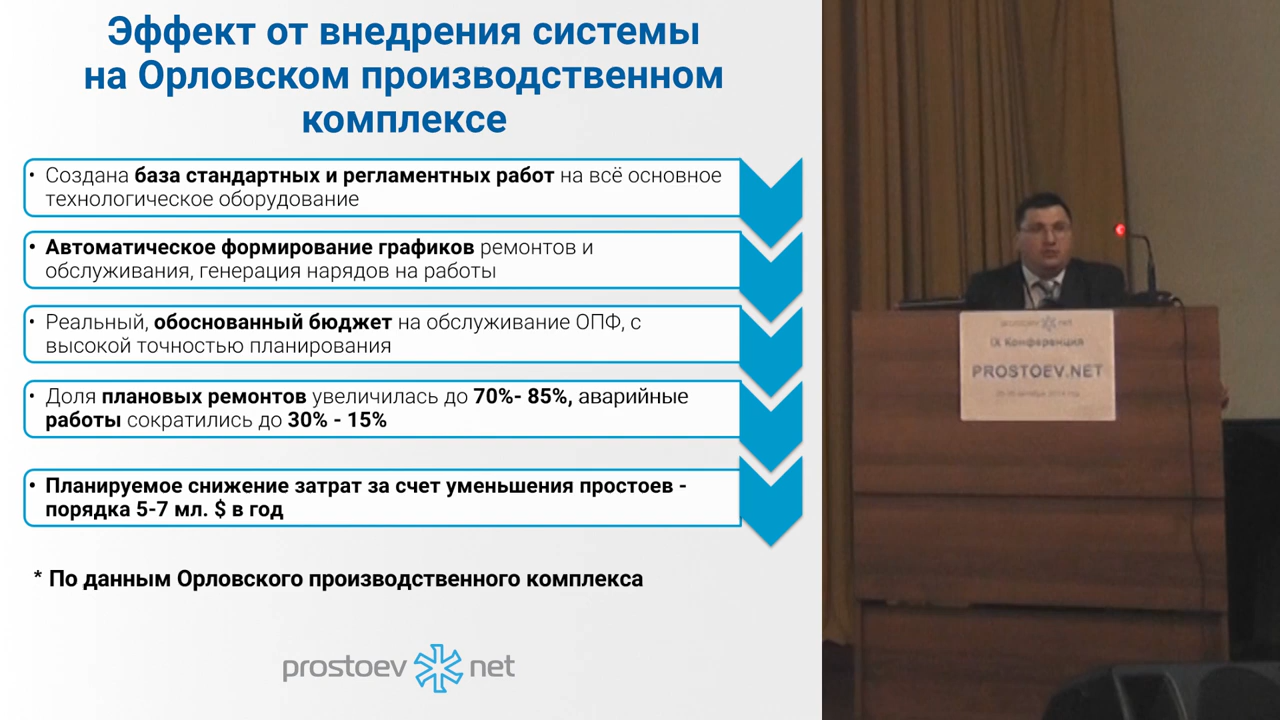 Эффект от внедрения системы
на Орловском производственном
комплексе
• Создана база стандартных и регламентных работ на всё основное
технологическое оборудование
• Автоматическое формирование графиков ремонтов и
обслуживания, генерация нарядов на работы
• Реальный, обоснованный бюджет на обслуживание ОПФ, с
высокой точностью планирования
• Доля плановых ремонтов увеличилась до 70%- 85%, аварийные
работы сократились до 30% - 15%
• Планируемое снижение затрат за счет уменьшения простоев -
порядка 5-7 мл. $ в год
* По данным Орловского производственного комплекса
prostoev net
prostoev net
IX Конференция
PROSTOEV.NET